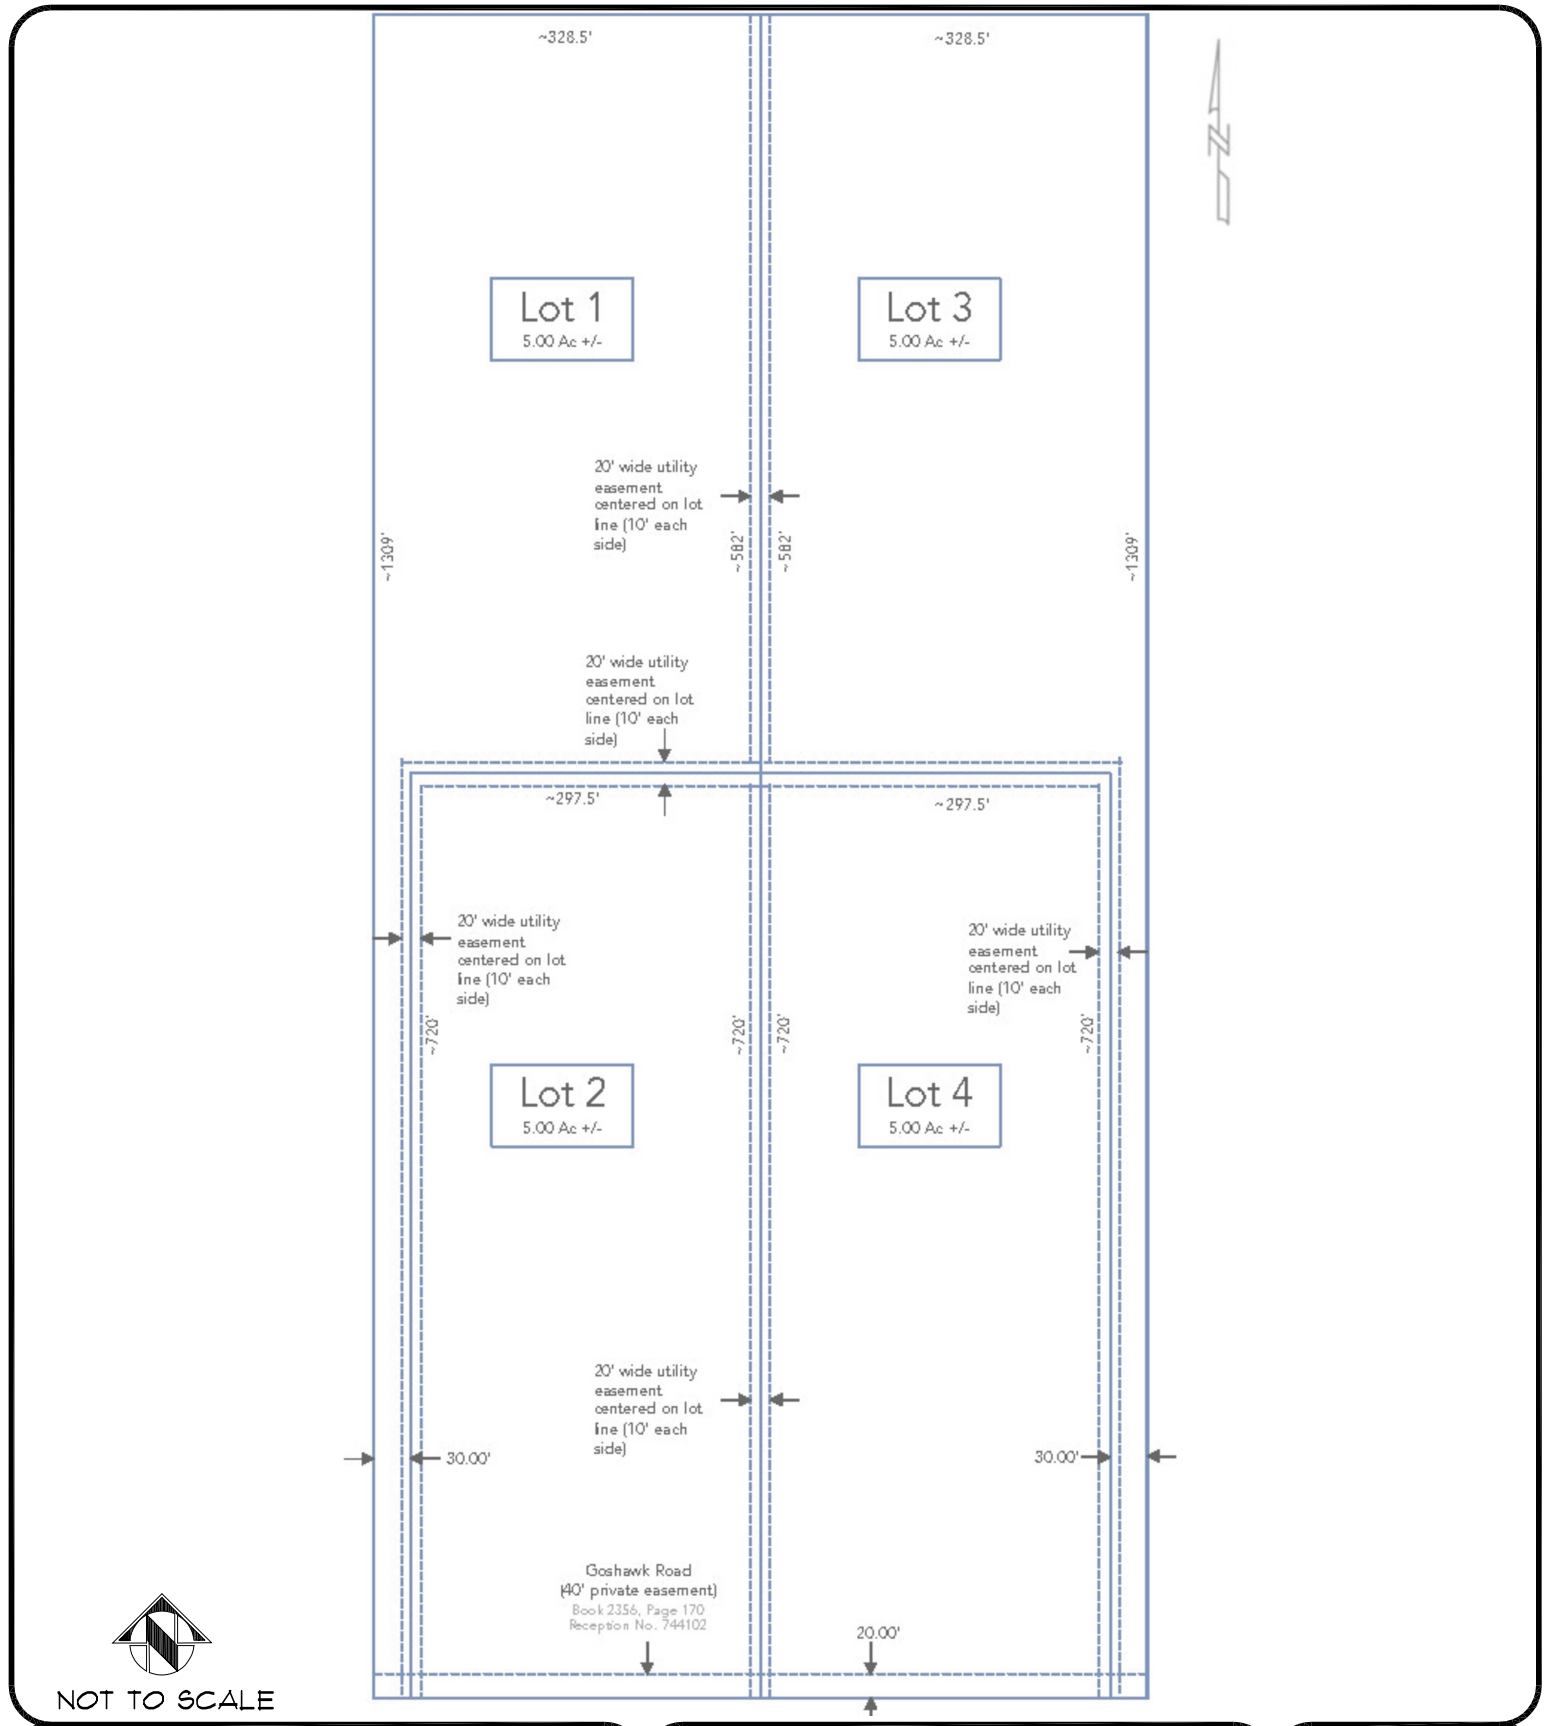 ~328.5'
~328.5'
N
Lot 1
5.00 Ac +/-
Lot 3
5.00 Ac +/-
20' wide utility
easement
centered on lot
line (10' each
side)
~1309'
~582'
~582'
~1309'
20' wide utility
easement
centered on lot
line (10' each
side)
~297.5'
~297.5'
20' wide utility
easement
centered on lot
line (10' each
side)
20' wide utility
easement
centered on lot
line (10' each
side)
~720'
~720'
~720'
~720'
Lot 2
5.00 Ac +/-
Lot 4
5.00 Ac +/-
20' wide utility
easement
centered on lot
line (10' each
side)
30.00'
30.00'
Goshawk Road
(40' private easement)
Book 2356, Page 170
Reception No. 744102
20.00'
N
NOT TO SCALE